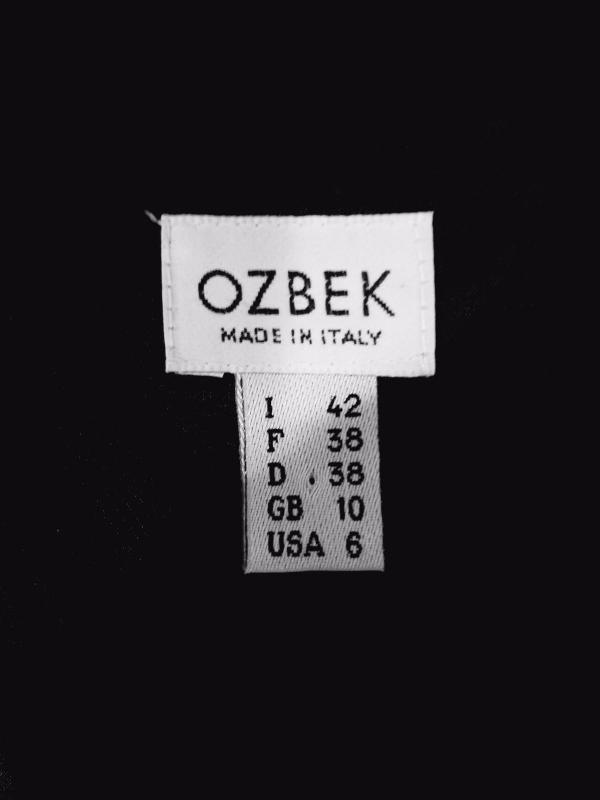 OZBEK
MADE IN ITALY
I 42
F 38
D 38
GB 10
USA 6